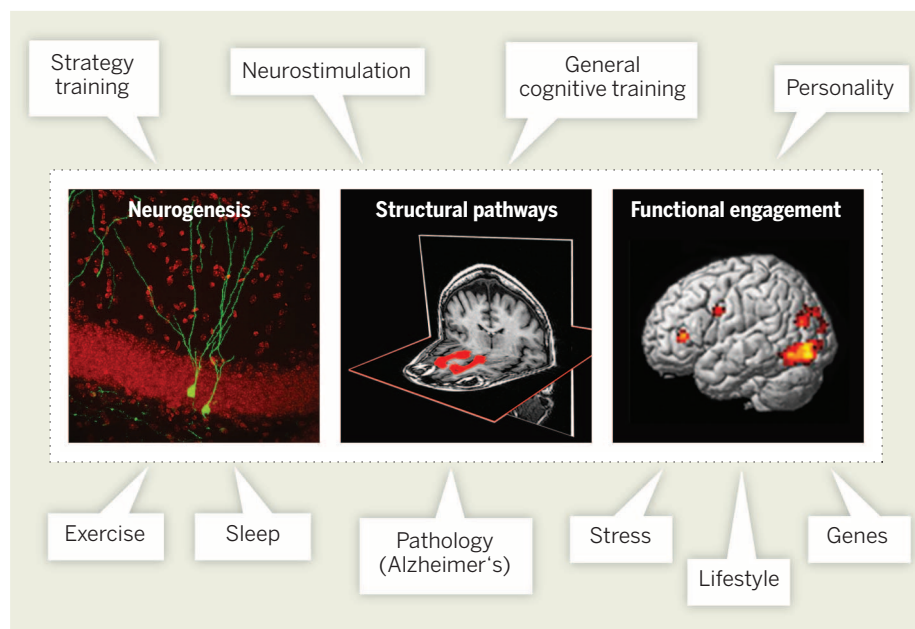 Strategy
training
Neurostimulation
General
cognitive training
Personality
Neurogenesis
Structural pathways
Functional engagement
Exercise
Sleep
Pathology
(Alzheimer‘s)
Stress
Lifestyle
Genes